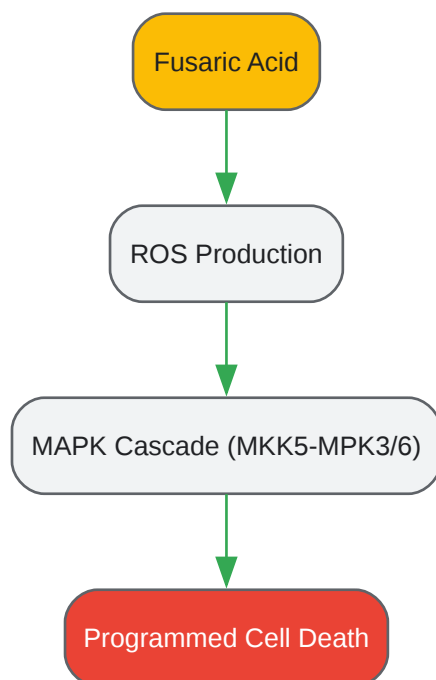 Fusaric Acid
ROS Production
MAPK Cascade (MKK5-MPK3/6)
Programmed Cell Death